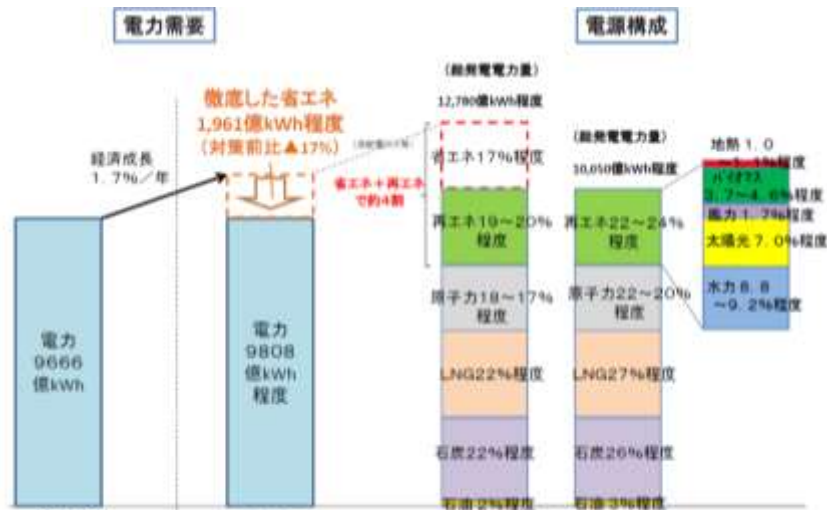 電力需要
電源構成
経済成長
1.7%/年
徹底した省エネ
1,961億kWh程度
(対策前比▲17%)
電力
9666
億kWh
電力
9808
億kWh
程度
(総発電電力量)
12,780億kWh程度
省エネ17%程度
省エネ+再エネ
で約4割
再エネ19~20%
程度
原子力18~17%
程度
LNG22%程度
石炭22%程度
石油2%程度
(総発電電力量)
10,650億kWh程度
再エネ22~24%
程度
原子力22~20%
程度
LNG27%程度
石炭26%程度
石油3%程度
地熱1.0
~1.1%程度
バイオマス
3.7~4.6%程度
風力1.7%程度
太陽光7.0%程度
水力8.8
~9.2%程度